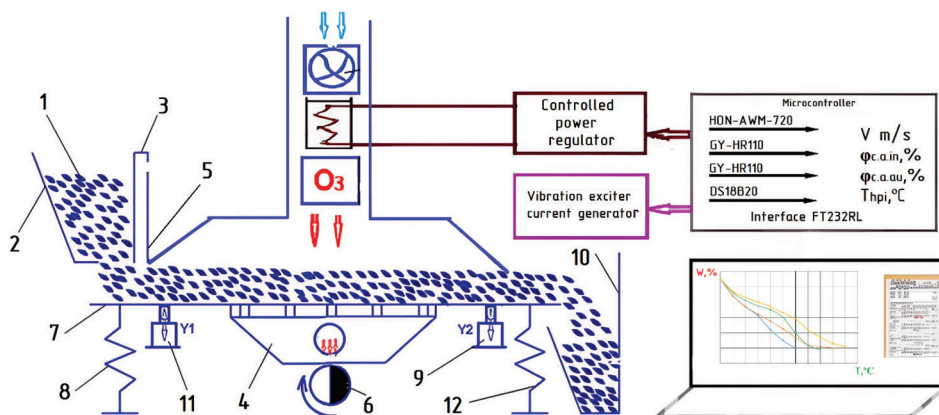 1
3
5
2
O3
Controlled
power
regulator
Vibration exciter
current generator
Microcontroller
HON-AWM-720
V m/s
GY-HR110
φc.a.in,%
GY-HR110
φc.a.au,%
DS18B20
Thpi,°C
Interface FT232RL
10
7
Y1
Y2
8
11
4
6
9
12
W,%
T,°C